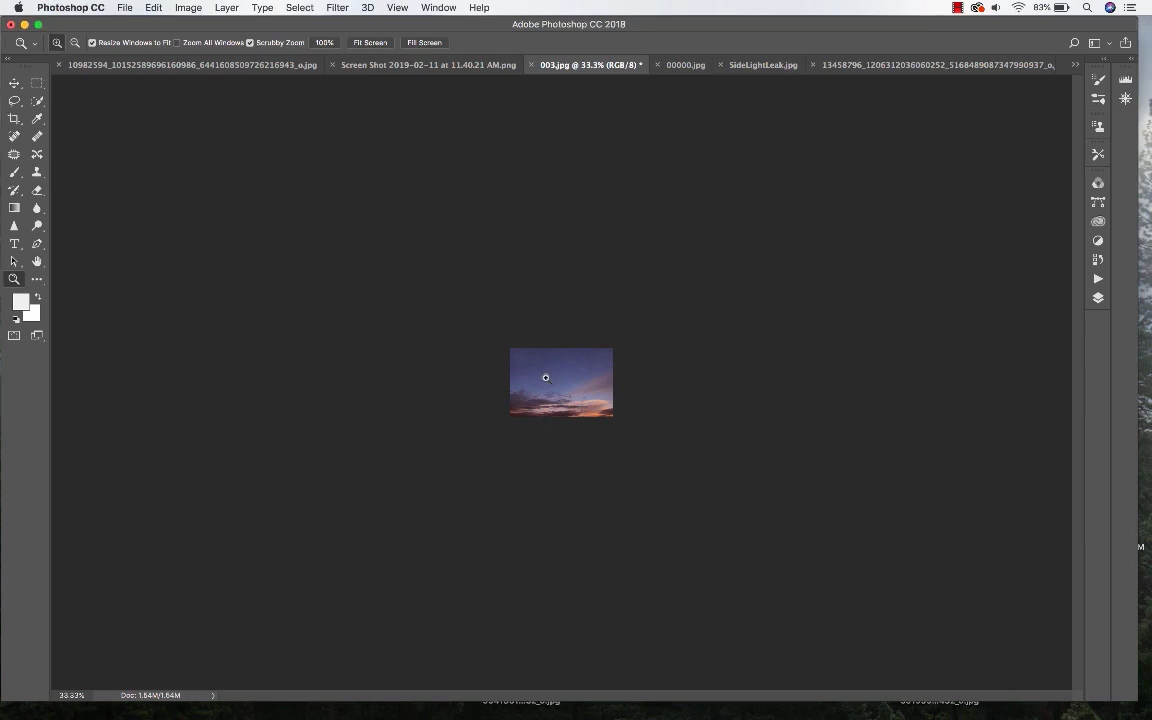 Photoshop CC File Edit Image Layer Type Select Filter 3D View Window Help 83%
Adobe Photoshop CC 2018
Resize Windows to Fit Zoom All Windows Scrubby Zoom 100% Fit Screen Fill Screen
10982594_10152589696160986_6441608509726216943_o.jpg Screen Shot 2019-02-11 at 11.40.21 AM.png 003.jpg @ 33.3% (RGB/8) * 00000.jpg SideLightLeak.jpg 13458796_1206312036060252_5168489087347990937_o.
M
33.33% Doc: 1.54M/1.54M